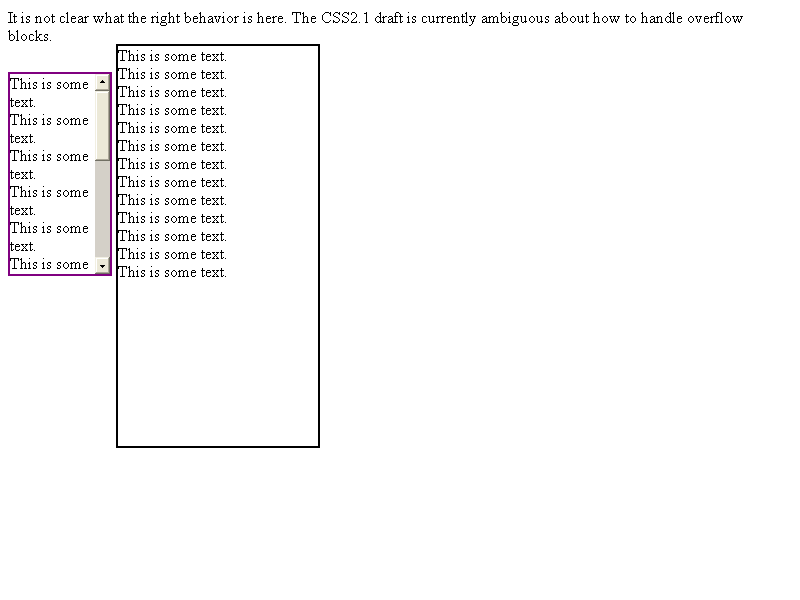 It is not clear what the right behavior is here. The CSS2.1 draft is currently ambiguous about how to handle overflow
blocks.
This is some
text.
This is some
text.
This is some
text.
This is some
text.
This is some
text.
This is some
This is some text.
This is some text.
This is some text.
This is some text.
This is some text.
This is some text.
This is some text.
This is some text.
This is some text.
This is some text.
This is some text.
This is some text.
This is some text.